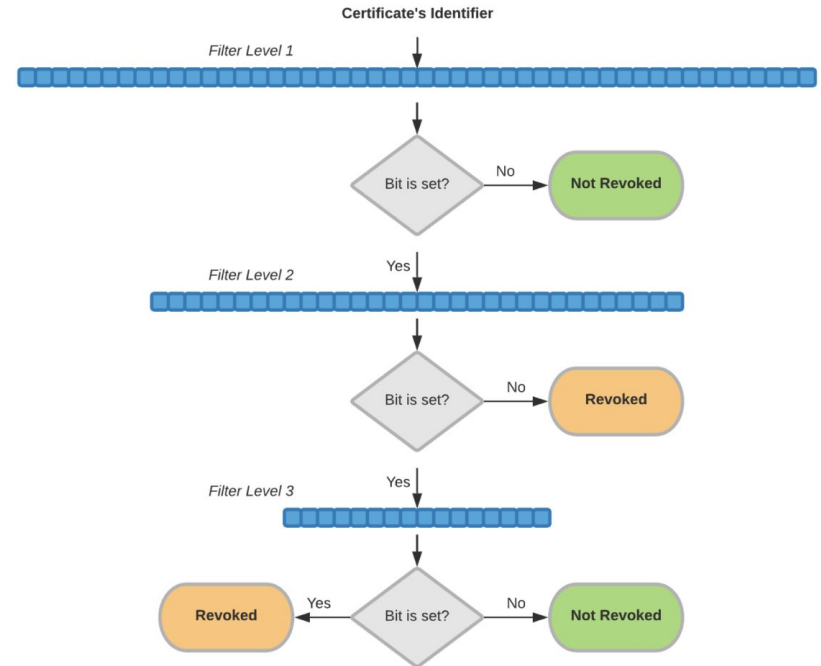 Certificate's Identifier
Filter Level 1
Bit is set?
No
Not Revoked
Yes
Filter Level 2
Bit is set?
No
Revoked
Yes
Filter Level 3
Revoked
Yes
Bit is set?
No
Not Revoked